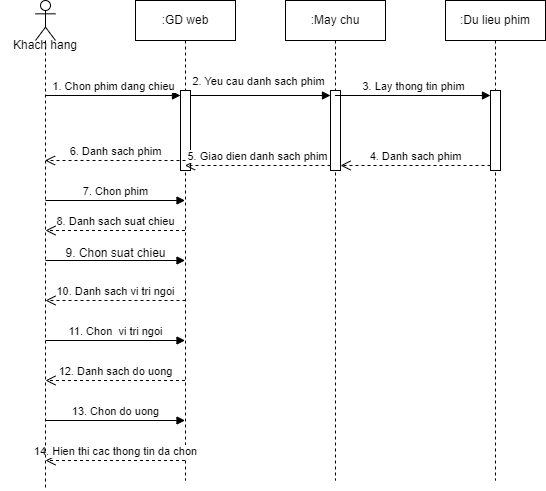 :GD web
:May chu
:Du lieu phim
Khach hang
1. Chon phim dang chieu
2. Yeu cau danh sach phim
3. Lay thong tin phim
4. Danh sach phim
5. Giao dien danh sach phim
6. Danh sach phim
7. Chon phim
8. Danh sach suat chieu
9. Chon suat chieu
10. Danh sach vi tri ngoi
11. Chon vi tri ngoi
12. Danh sach do uong
13. Chon do uong
14. Hien thi cac thong tin da chon